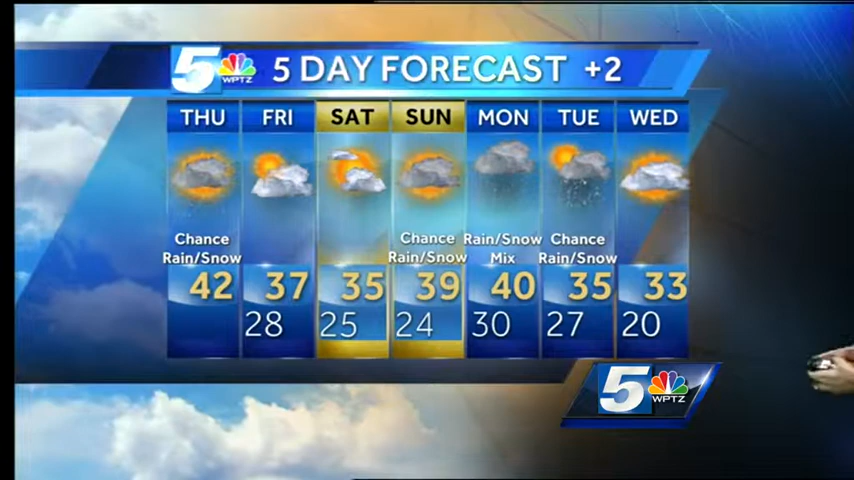 5 WPTZ 5 DAY FORECAST +2
THU FRI SAT SUN MON TUE WED
Chance Rain/Snow
Chance Rain/Snow
Rain/Snow Mix
Chance Rain/Snow
42 37 35 39 40 35 33
28 25 24 30 27 20
5 WPTZ